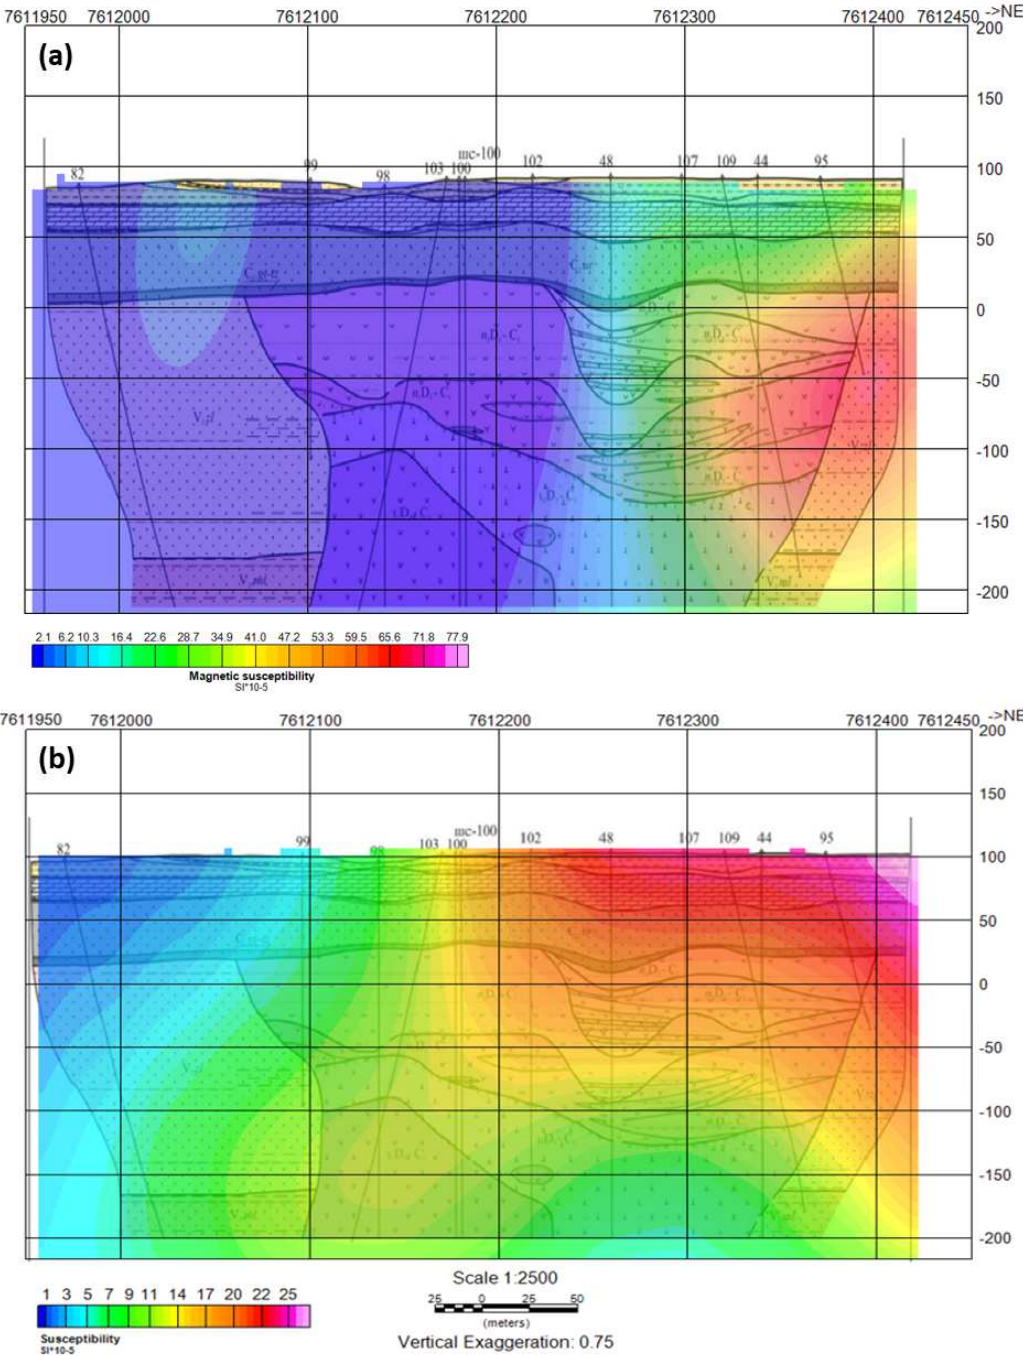 7611950 7612000 7612100 7612200 7612300 7612400 7612450 ->NE
200
(a)
150
mc-100
100
82 99 98 103 100 102 48 107 109 44 95
50
0
-50
-100
-150
-200
2.1 6.2 10.3 16.4 22.6 28.7 34.9 41.0 47.2 53.3 59.5 65.6 71.8 77.9
Magnetic susceptibility
SI*10-5
7611950 7612000 7612100 7612200 7612300 7612400 7612450 ->NE
200
(b)
150
mc-100
82 99 98 103 100 102 48 107 109 44 95
100
50
0
-50
-100
-150
-200
Scale 1:2500
1 3 5 7 9 11 14 17 20 22 25
25 0 25 50
(meters)
Susceptibility
SI*10-5
Vertical Exaggeration: 0.75